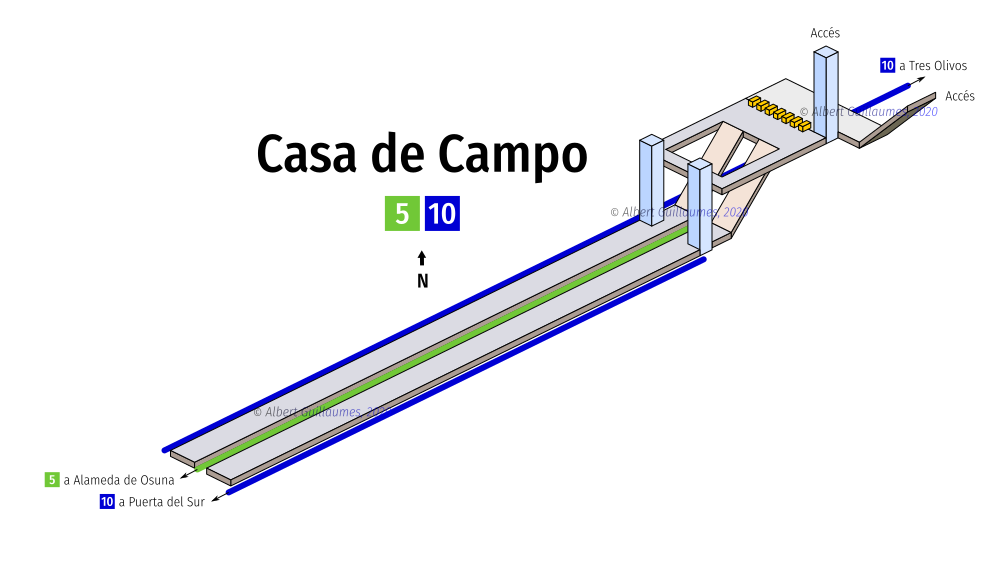 Accés
10 a Tres Olivos
Accés
© Albert Guillaumes, 2020
Casa de Campo
5 10
© Albert Guillaumes, 2020
N
© Albert Guillaumes, 2020
5 a Alameda de Osuna
10 a Puerta del Sur